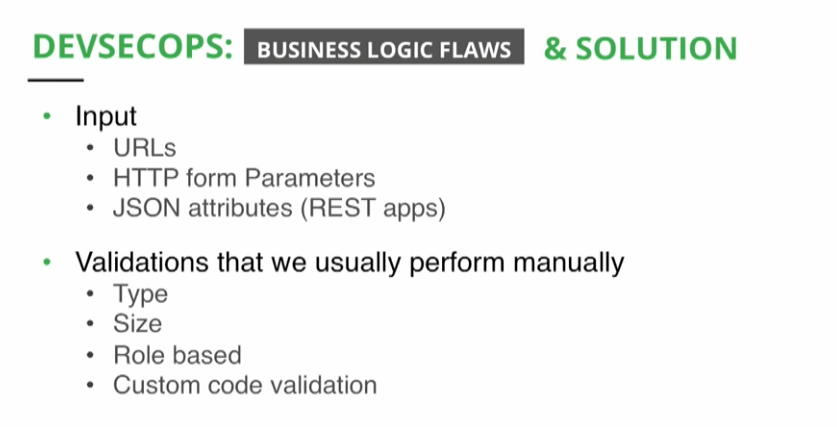 DEVSECOPS: BUSINESS LOGIC FLAWS & SOLUTION
• Input
• URLs
• HTTP form Parameters
• JSON attributes (REST apps)
• Validations that we usually perform manually
• Type
• Size
• Role based
• Custom code validation